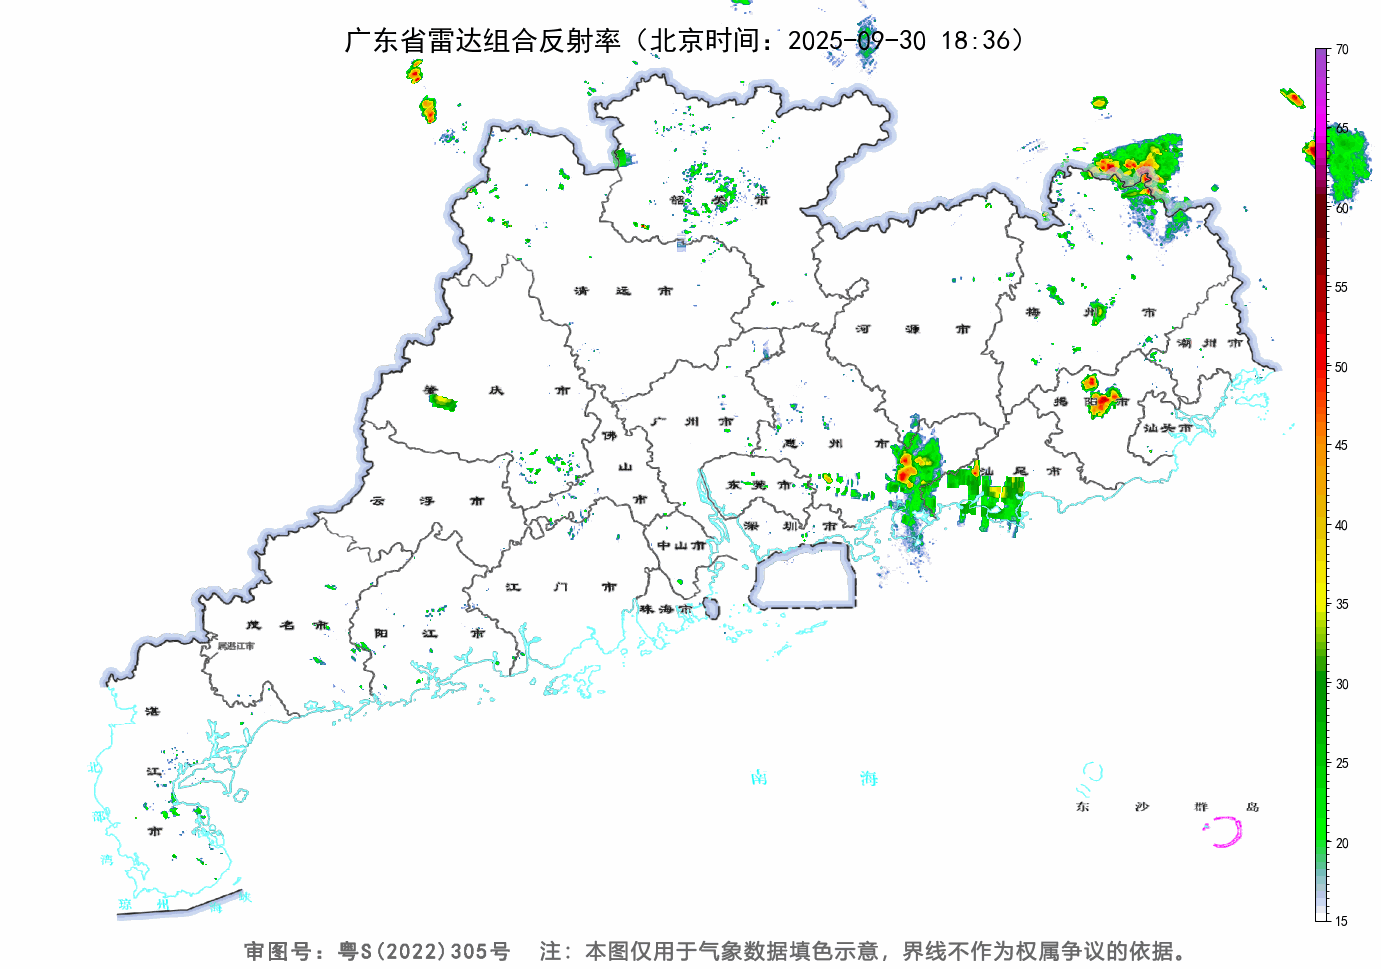 广东省雷达组合反射率（北京时间：2025-09-30 18:36）
70
65
60
55
50
45
40
35
30
25
20
15
韶关市
清远市
河源市
梅州市
潮州市
肇庆市
揭阳市
汕头市
广州市
佛山市
惠州市
汕尾市
东莞市
云浮市
深圳市
中山市
江门市
珠海市
茂名市
阳江市
属湛江市
湛江市
北部湾
南海
东沙群岛
琼州海峡
审图号：粤S(2022)305号 注：本图仅用于气象数据填色示意，界线不作为权属争议的依据。